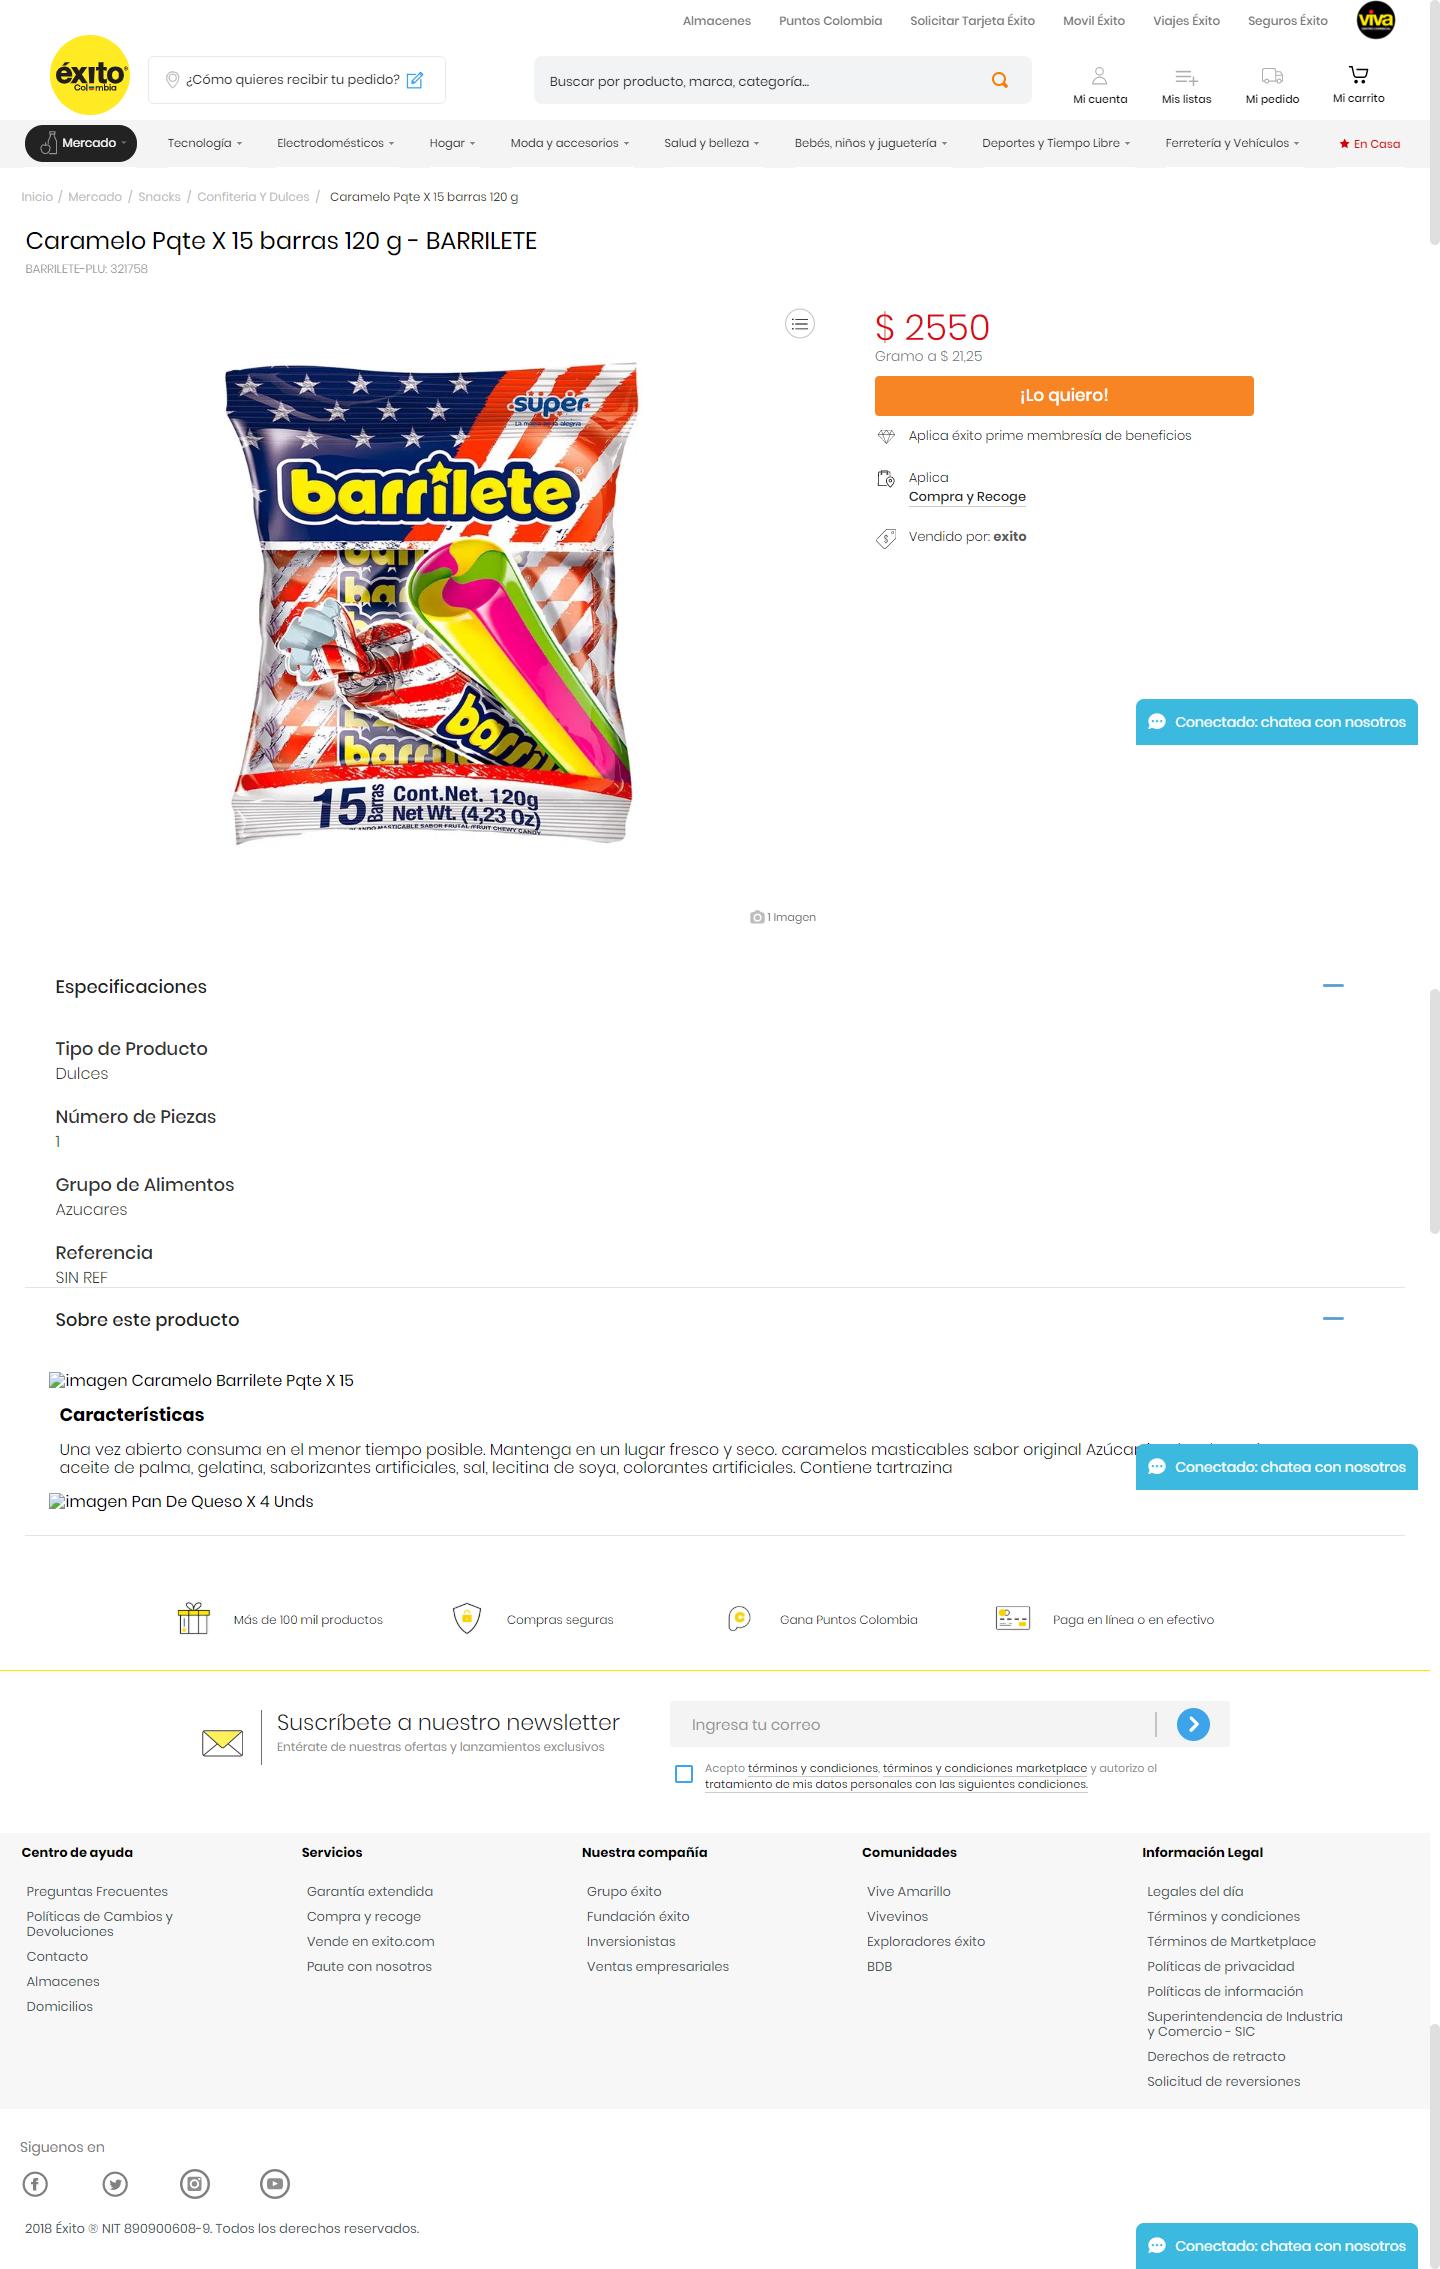 Almacenes Puntos Colombia Solicitar Tarjeta Éxito Movil Éxito Viajes Éxito Seguros Éxito viva
éxito
Colombia
¿Cómo quieres recibir tu pedido?
Buscar por producto, marca, categoría...
Mi cuenta Mis listas Mi pedido Mi carrito
Mercado Tecnología Electrodomésticos Hogar Moda y accesorios Salud y belleza Bebés, niños y juguetería Deportes y Tiempo Libre Ferretería y Vehículos En Casa
Inicio / Mercado / Snacks / Confiteria Y Dulces / Caramelo Pqte X 15 barras 120 g
Caramelo Pqte X 15 barras 120 g - BARRILETE
BARRILETE-PLU: 321758
$ 2550
Gramo a $ 21,25
¡Lo quiero!
Aplica éxito prime membresía de beneficios
Aplica
Compra y Recoge
Vendido por: exito
super
La marca de la alegría
barrilete
barrilete
15 Barras
Cont.Net. 120g
Net Wt. (4,23 Oz)
BLANDO MASTICABLE SABOR FRUTAL /FRUIT CHEWY CANDY
Conectado: chatea con nosotros
1 Imagen
Especificaciones
Tipo de Producto
Dulces
Número de Piezas
1
Grupo de Alimentos
Azucares
Referencia
SIN REF
Sobre este producto
imagen Caramelo Barrilete Pqte X 15
Características
Una vez abierto consuma en el menor tiempo posible. Mantenga en un lugar fresco y seco. caramelos masticables sabor original
aceite de palma, gelatina, saborizantes artificiales, sal, lecitina de soya, colorantes artificiales. Contiene tartrazina
Conectado: chatea con nosotros
imagen Pan De Queso X 4 Unds
Más de 100 mil productos Compras seguras Gana Puntos Colombia Paga en línea o en efectivo
Suscríbete a nuestro newsletter
Entérate de nuestras ofertas y lanzamientos exclusivos
Ingresa tu correo
Acepto términos y condiciones, términos y condiciones marketplace y autorizo el
tratamiento de mis datos personales con las siguientes condiciones.
Centro de ayuda
Preguntas Frecuentes
Políticas de Cambios y
Devoluciones
Contacto
Almacenes
Domicilios
Servicios
Garantía extendida
Compra y recoge
Vende en exito.com
Paute con nosotros
Nuestra compañía
Grupo éxito
Fundación éxito
Inversionistas
Ventas empresariales
Comunidades
Vive Amarillo
Vivevinos
Exploradores éxito
BDB
Información Legal
Legales del día
Términos y condiciones
Términos de Martketplace
Políticas de privacidad
Políticas de información
Superintendencia de Industria
y Comercio - SIC
Derechos de retracto
Solicitud de reversiones
Siguenos en
2018 Éxito ® NIT 890900608-9. Todos los derechos reservados.
Conectado: chatea con nosotros